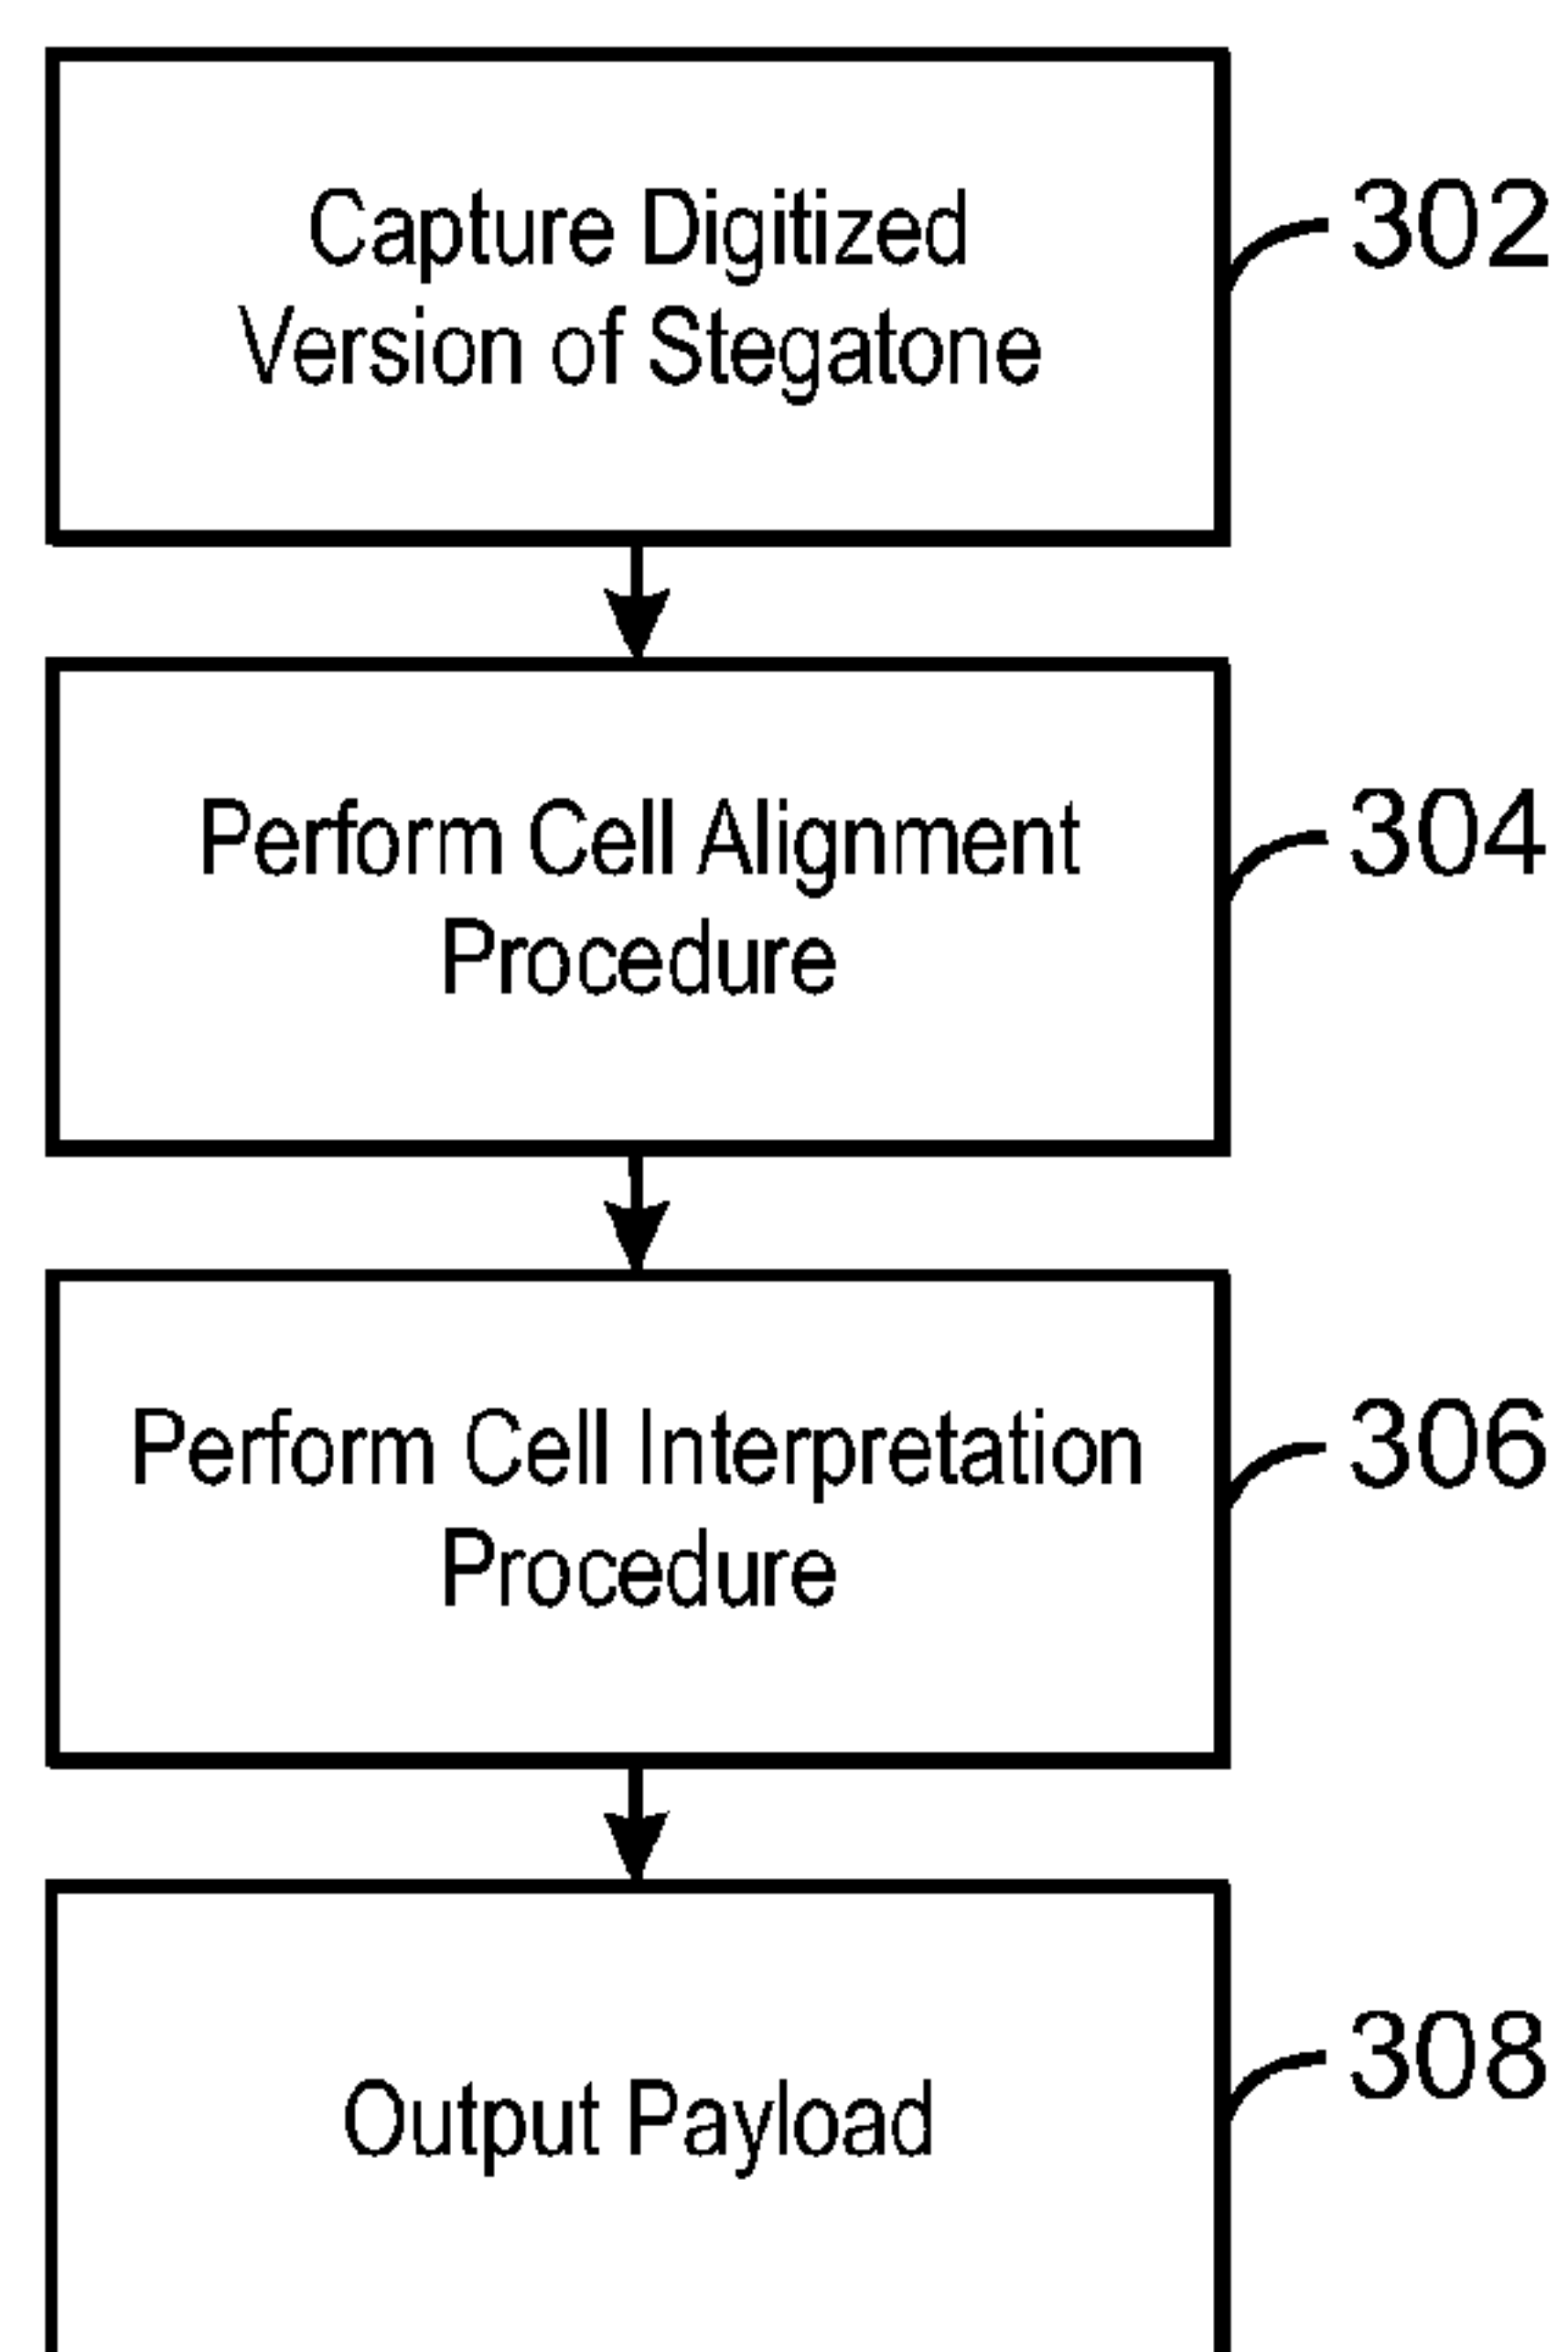 Capture Digitized
Version of Stegatone
302
Perform Cell Alignment
Procedure
304
Perform Cell Interpretation
Procedure
306
Output Payload
308